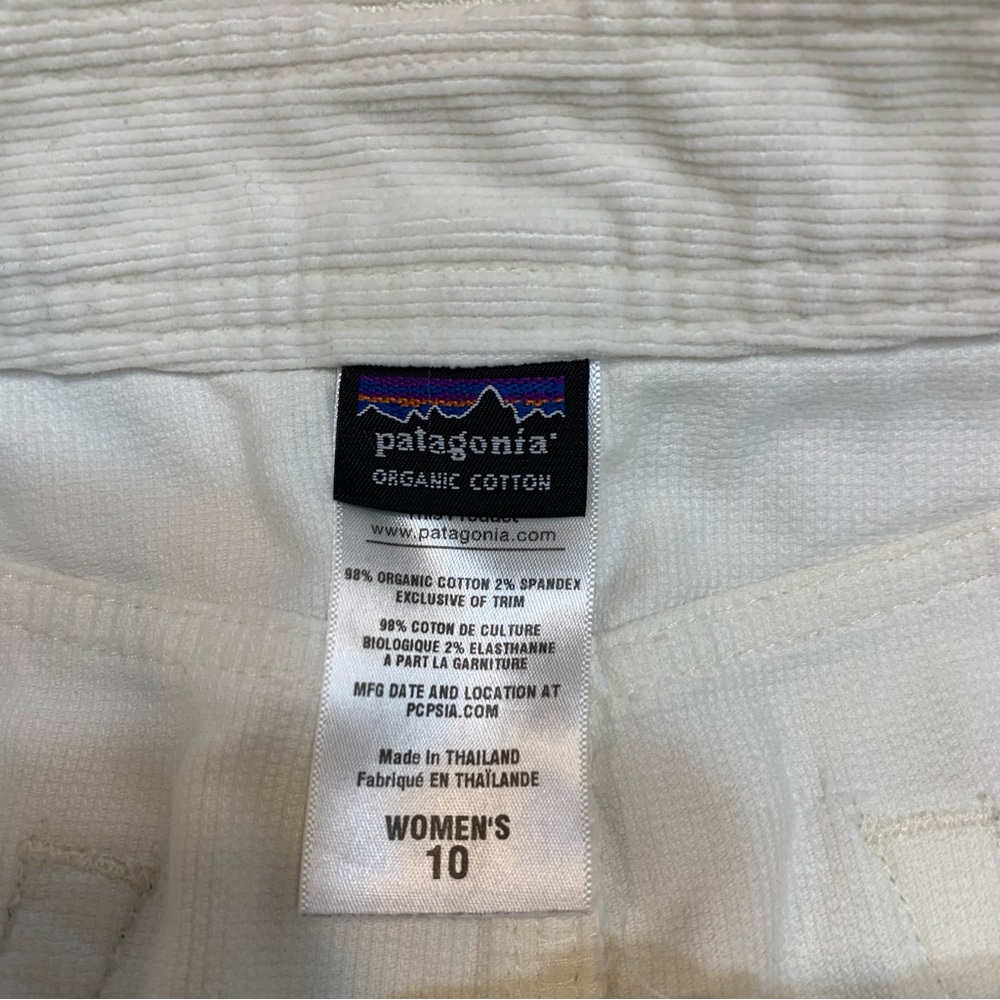 patagonia®
ORGANIC COTTON
This Product
www.patagonia.com
98% ORGANIC COTTON 2% SPANDEX
EXCLUSIVE OF TRIM
98% COTON DE CULTURE
BIOLOGIQUE 2% ELASTHANNE
A PART LA GARNITURE
MFG DATE AND LOCATION AT
PCPSIA.COM
Made In THAILAND
Fabriqué EN THAÏLANDE
WOMEN'S
10